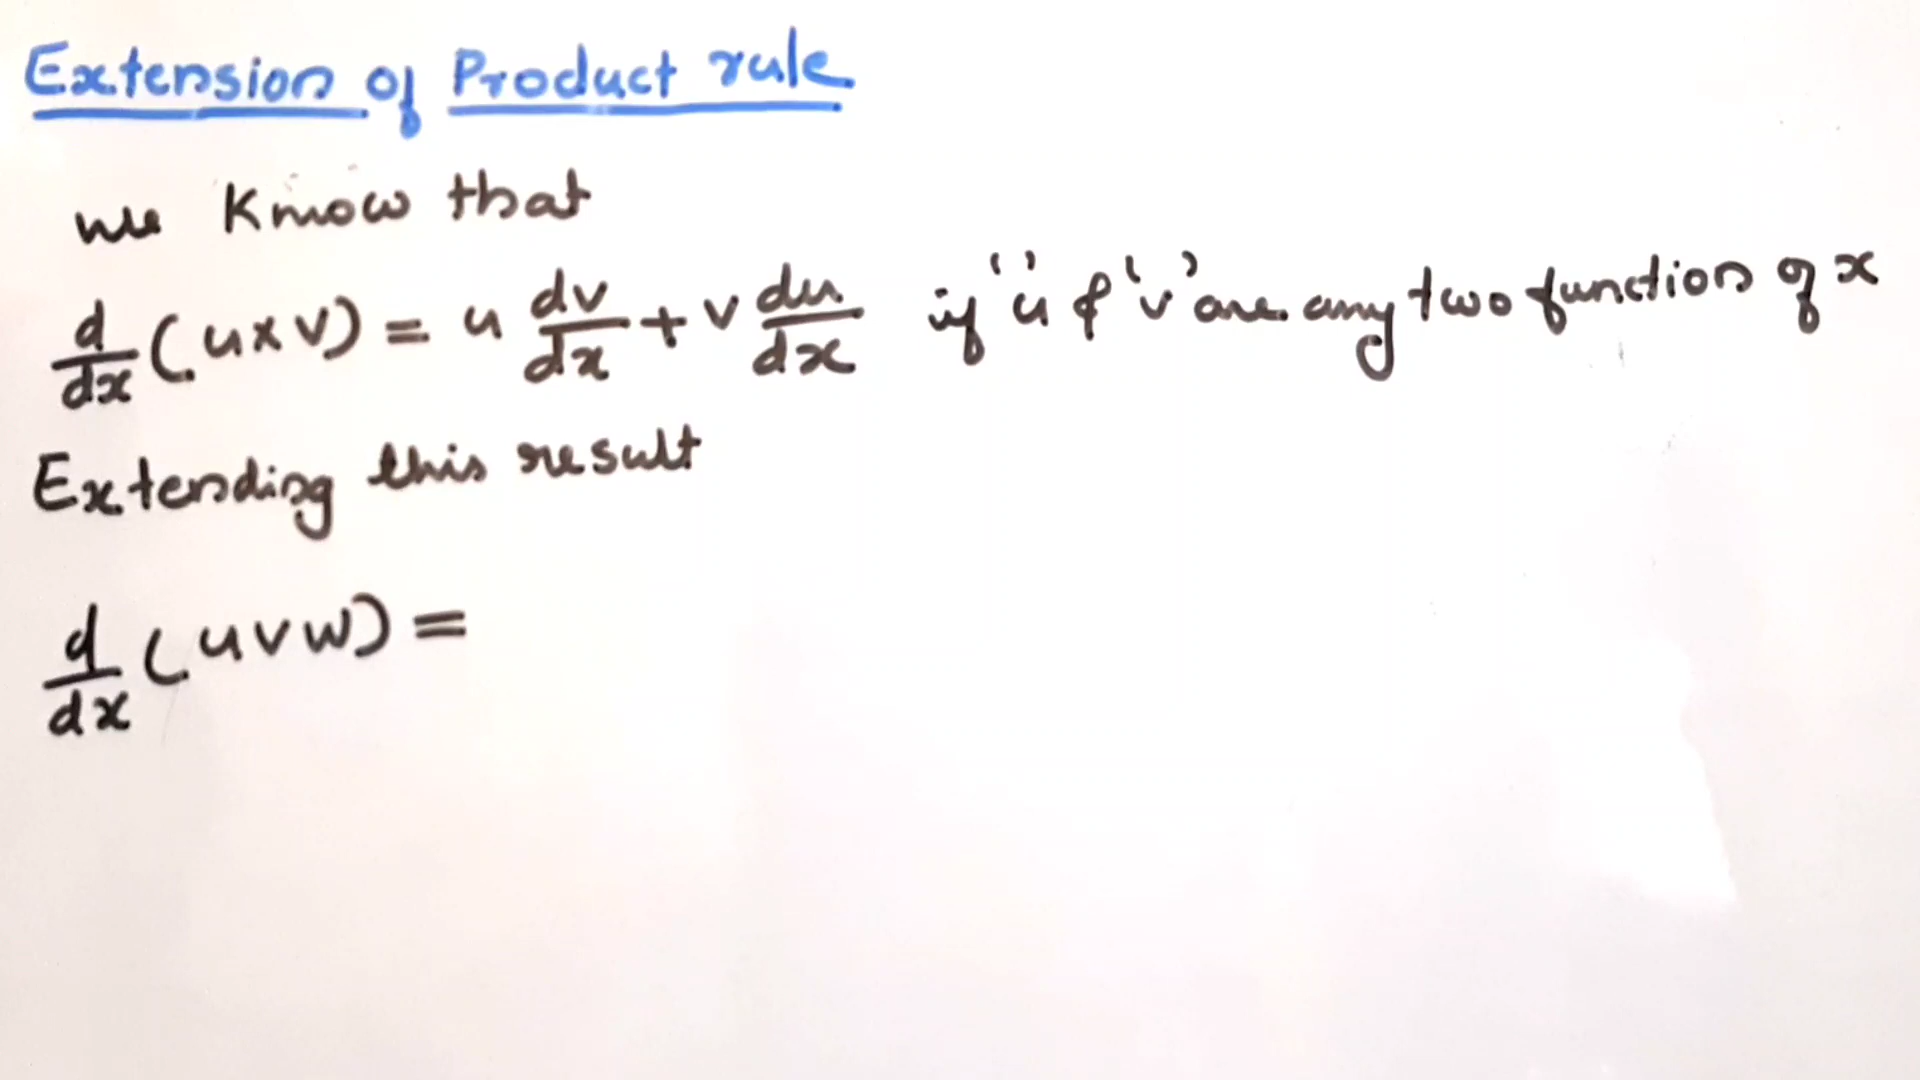 Extension of Product rule
we Know that
d/dx (u x v) = u dv/dx + v du/dx if 'u' & 'v' are any two function of x
Extending this result
d/dx (uvw) =